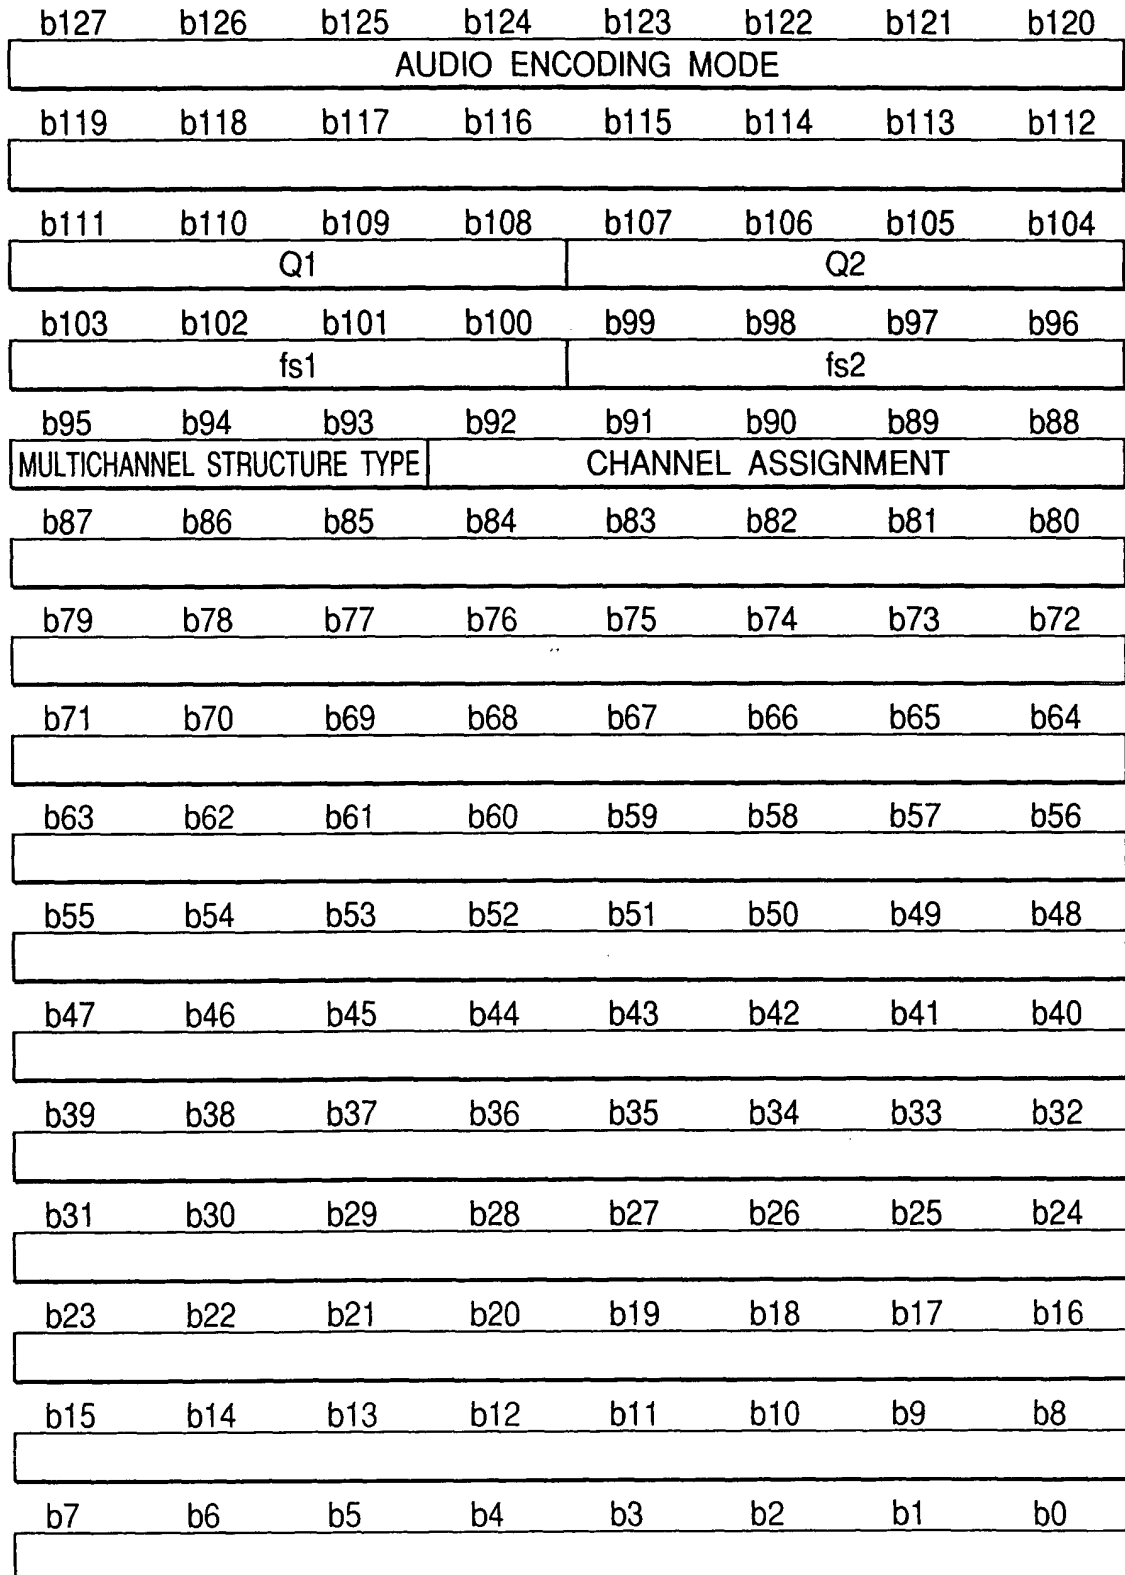 b127 b126 b125 b124 b123 b122 b121 b120
AUDIO ENCODING MODE
b119 b118 b117 b116 b115 b114 b113 b112
b111 b110 b109 b108 b107 b106 b105 b104
Q1 Q2
b103 b102 b101 b100 b99 b98 b97 b96
fs1 fs2
b95 b94 b93 b92 b91 b90 b89 b88
MULTICHANNEL STRUCTURE TYPE CHANNEL ASSIGNMENT
b87 b86 b85 b84 b83 b82 b81 b80
b79 b78 b77 b76 b75 b74 b73 b72
b71 b70 b69 b68 b67 b66 b65 b64
b63 b62 b61 b60 b59 b58 b57 b56
b55 b54 b53 b52 b51 b50 b49 b48
b47 b46 b45 b44 b43 b42 b41 b40
b39 b38 b37 b36 b35 b34 b33 b32
b31 b30 b29 b28 b27 b26 b25 b24
b23 b22 b21 b20 b19 b18 b17 b16
b15 b14 b13 b12 b11 b10 b9 b8
b7 b6 b5 b4 b3 b2 b1 b0